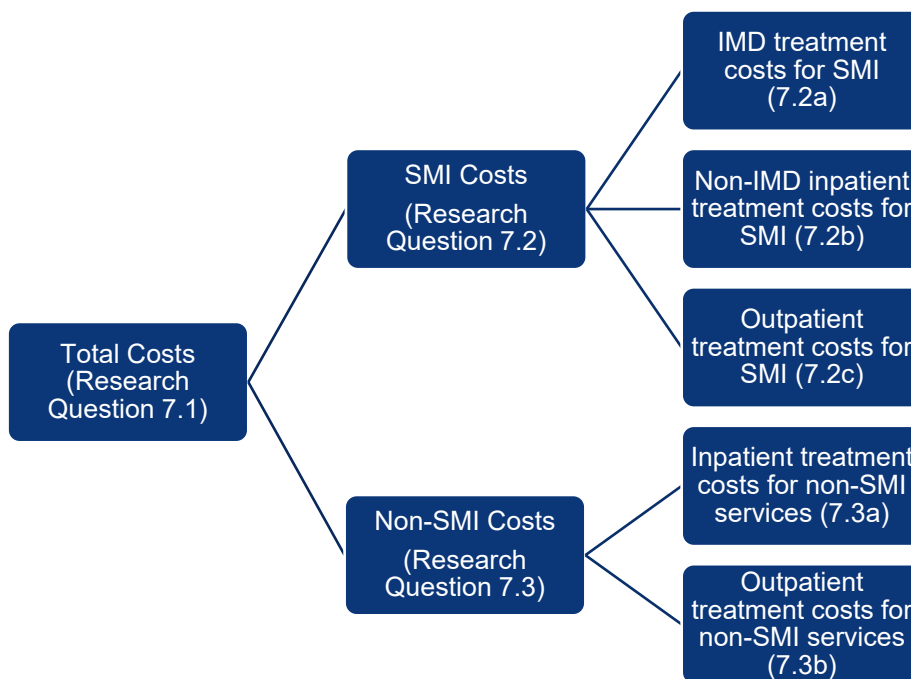 Total Costs
(Research
Question 7.1)
SMI Costs
(Research
Question 7.2)
Non-SMI Costs
(Research
Question 7.3)
IMD treatment
costs for SMI
(7.2a)
Non-IMD inpatient
treatment costs for
SMI (7.2b)
Outpatient
treatment costs for
SMI (7.2c)
Inpatient treatment
costs for non-SMI
services (7.3a)
Outpatient
treatment costs for
non-SMI services
(7.3b)